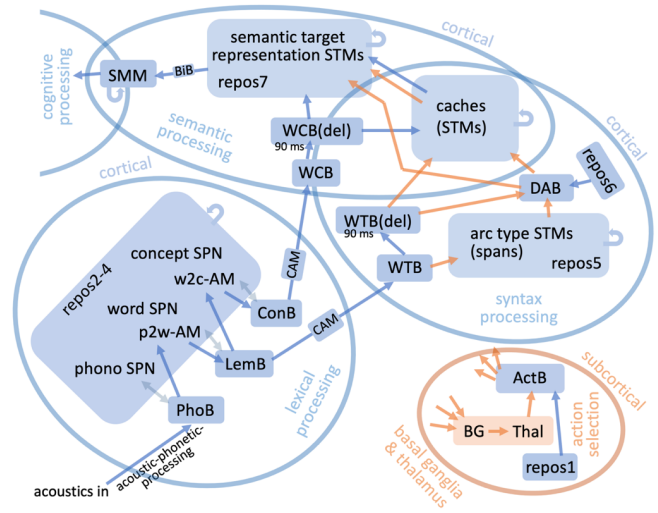 cognitive
processing
SMM
BiB
semantic target
representation STMs
repos7
cortical
semantic
processing
WCB(del)
90 ms
caches
(STMs)
cortical
WCB
DAB
repos6
WTB(del)
90 ms
arc type STMs
(spans)
repos5
WTB
syntax
processing
cortical
repos2-4
concept SPN
w2c-AM
word SPN
p2w-AM
phono SPN
CAM
ConB
CAM
LemB
PhoB
lexical
processing
acoustics in
acoustic-phonetic-
processing
subcortical
ActB
action
selection
BG
Thal
basal ganglia
& thalamus
repos1